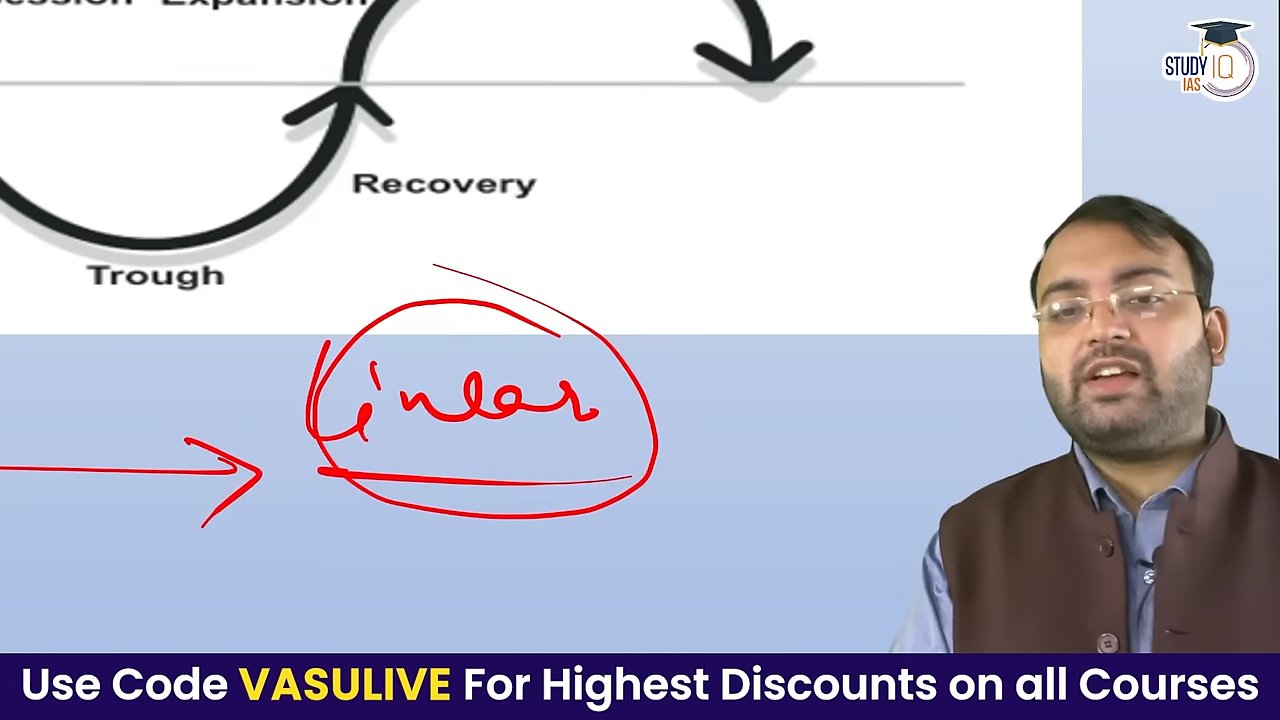 ession Expansion
STUDY IQ
IAS
Recovery
Trough
Linear
Use Code VASULIVE For Highest Discounts on all Courses